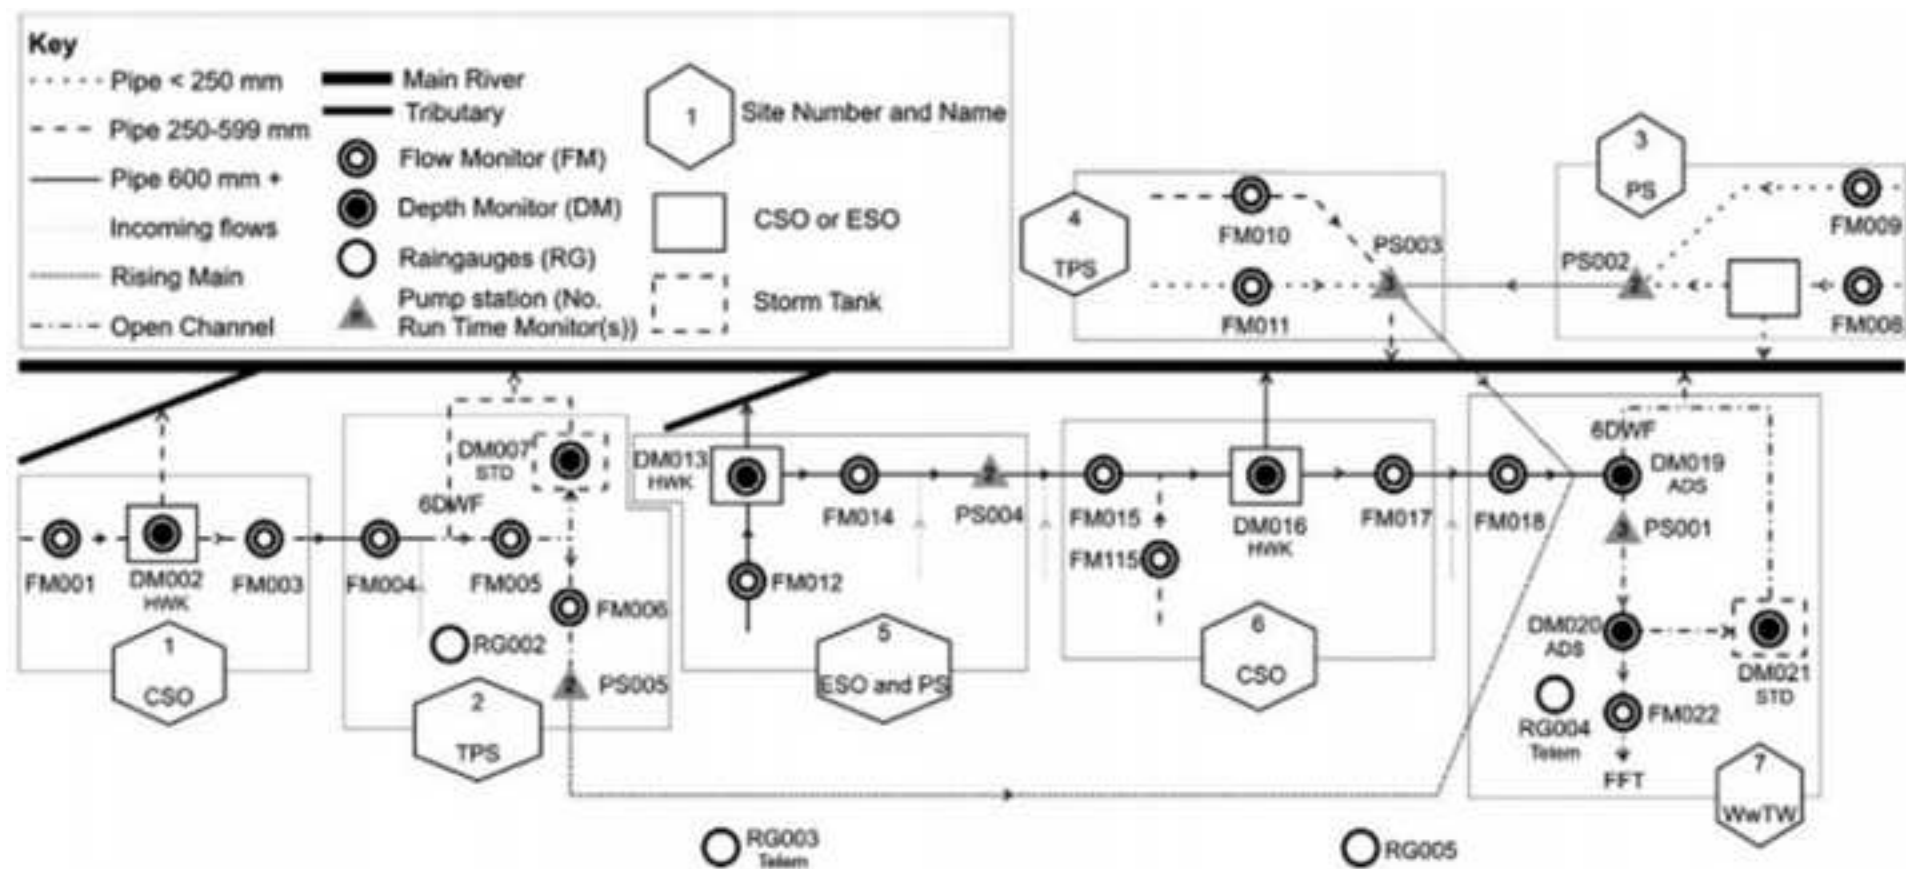 Key
Pipe < 250 mm
Pipe 250-599 mm
Pipe 600 mm +
Incoming flows
Rising Main
Open Channel
Main River
Tributary
Flow Monitor (FM)
Depth Monitor (DM)
Raingauges (RG)
Pump station (No.
Run Time Monitor(s))
1
Site Number and Name
CSO or ESO
Storm Tank
4
TPS
FM010
FM011
PS003
3
3
PS
PS002
2
FM009
FM008
FM001
DM002
HWK
FM003
1
CSO
FM004
6DWF
DM007
STD
FM005
FM006
RG002
PS005
2
TPS
DM013
HWK
FM014
PS004
FM012
5
ESO and PS
FM015
FM115
DM016
HWK
FM017
6
CSO
FM018
6DWF
DM019
ADS
PS001
3
DM020
ADS
DM021
STD
RG004
Telem
FM022
FFT
7
WwTW
RG003
Telem
RG005